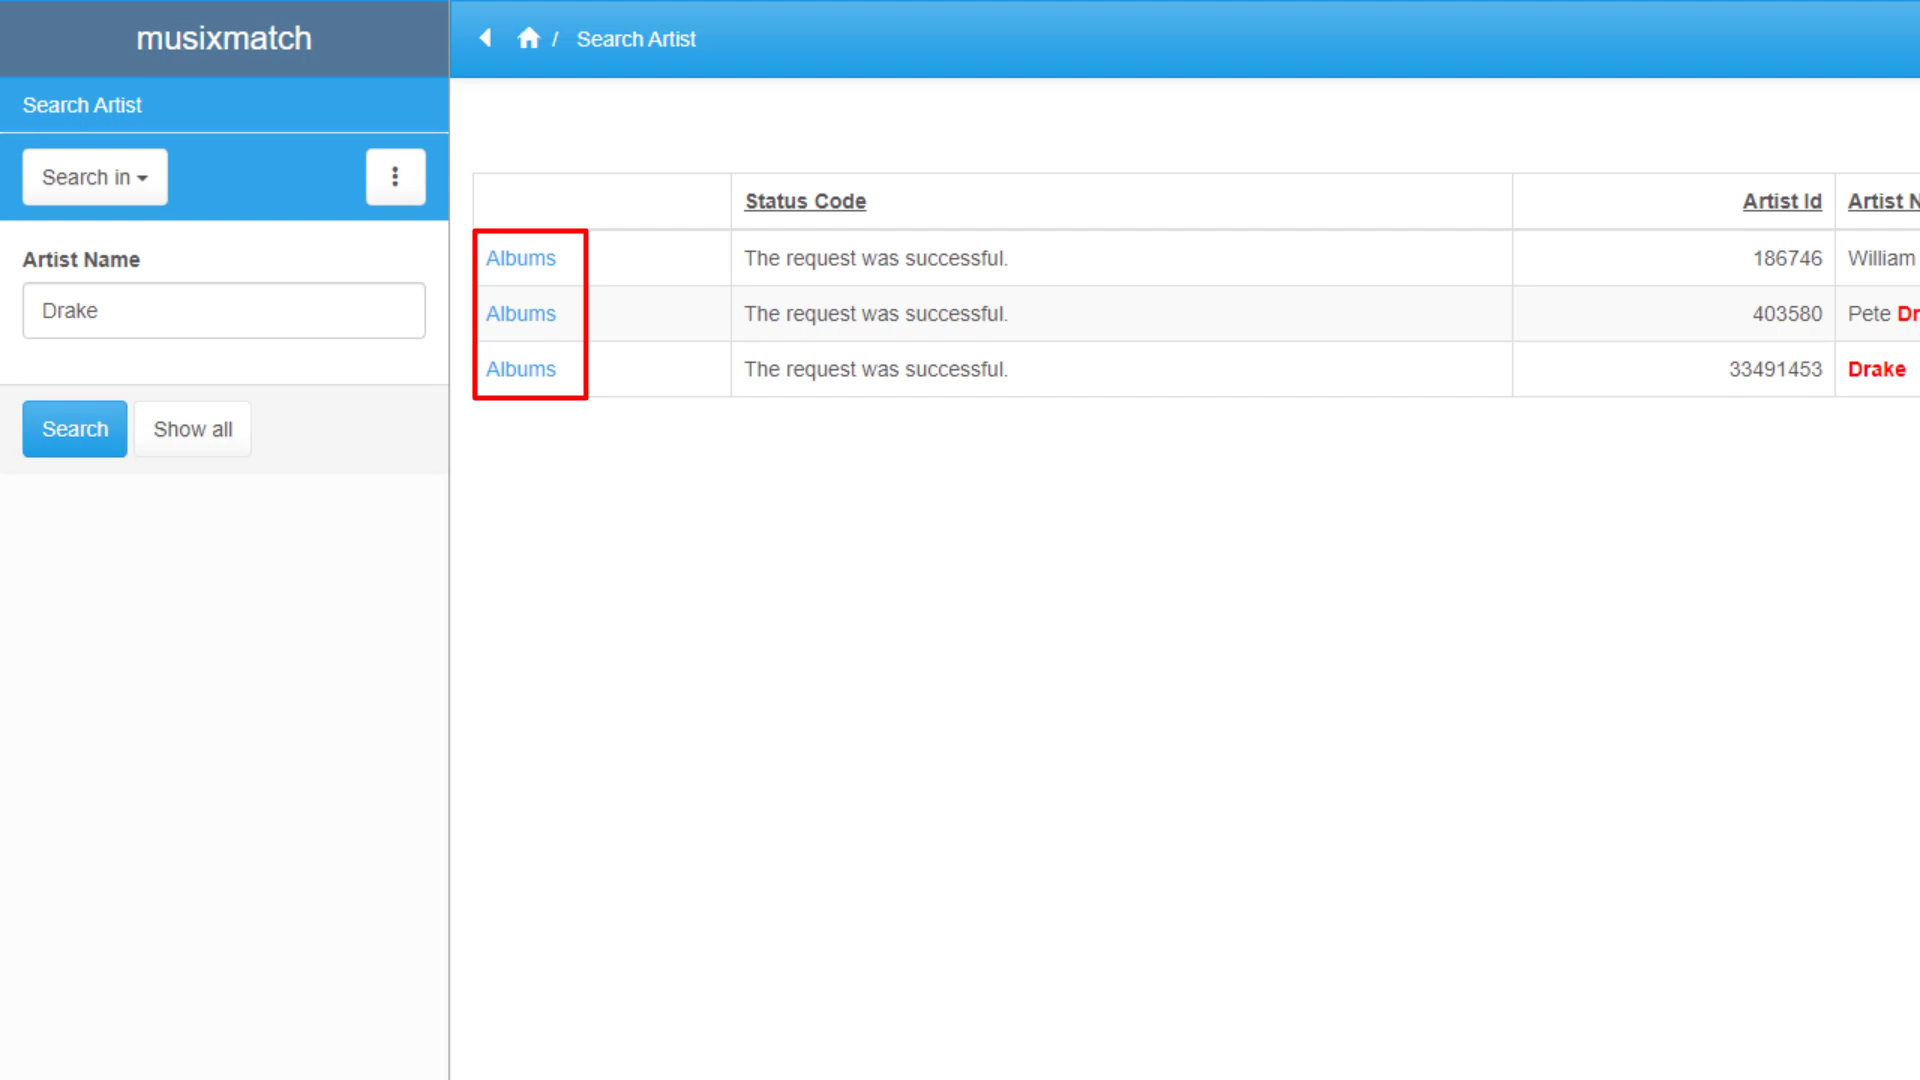 musixmatch
/ Search Artist
Search Artist
Search in
Artist Name
Drake
Search Show all
Status Code Artist Id Artist N
Albums The request was successful. 186746 William
Albums The request was successful. 403580 Pete Dr
Albums The request was successful. 33491453 Drake